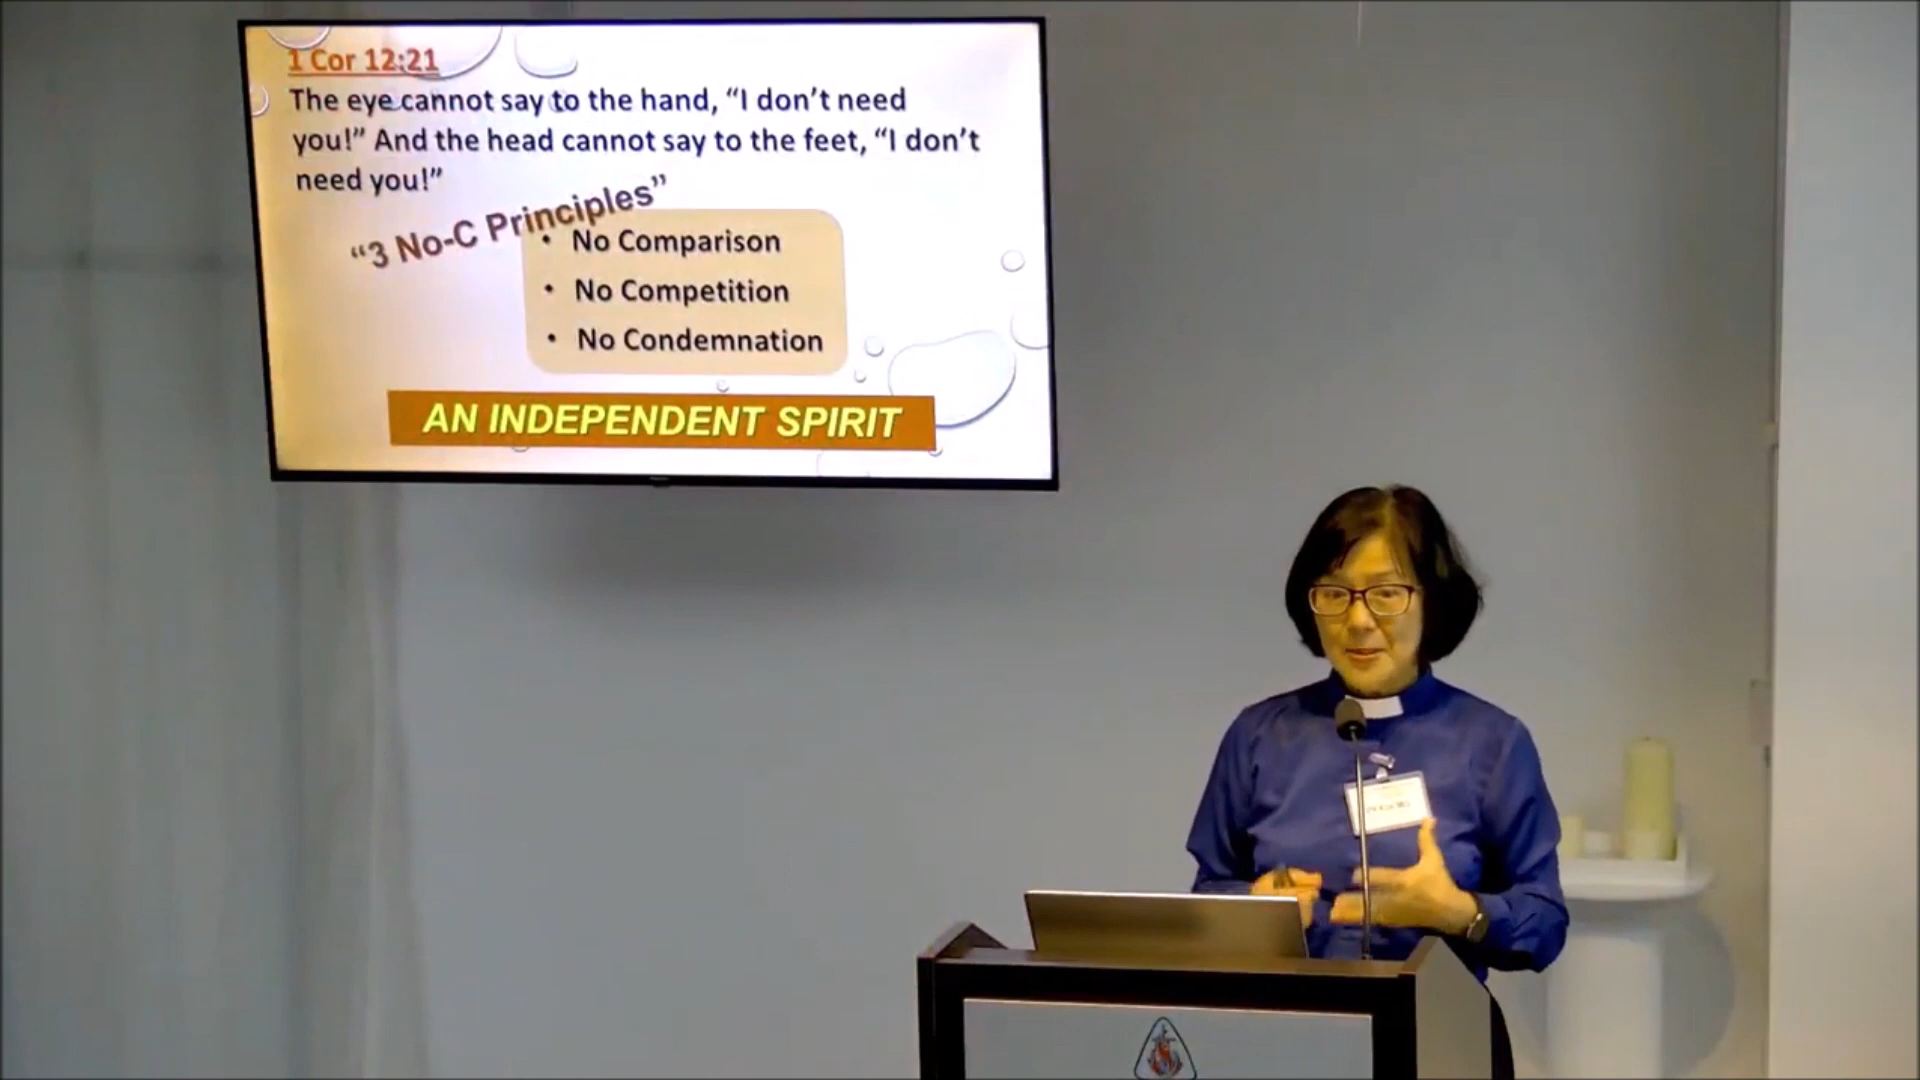 1 Cor 12:21
The eye cannot say to the hand, “I don’t need
you!” And the head cannot say to the feet, “I don’t
need you!”
“3 No-C Principles”
• No Comparison
• No Competition
• No Condemnation
AN INDEPENDENT SPIRIT